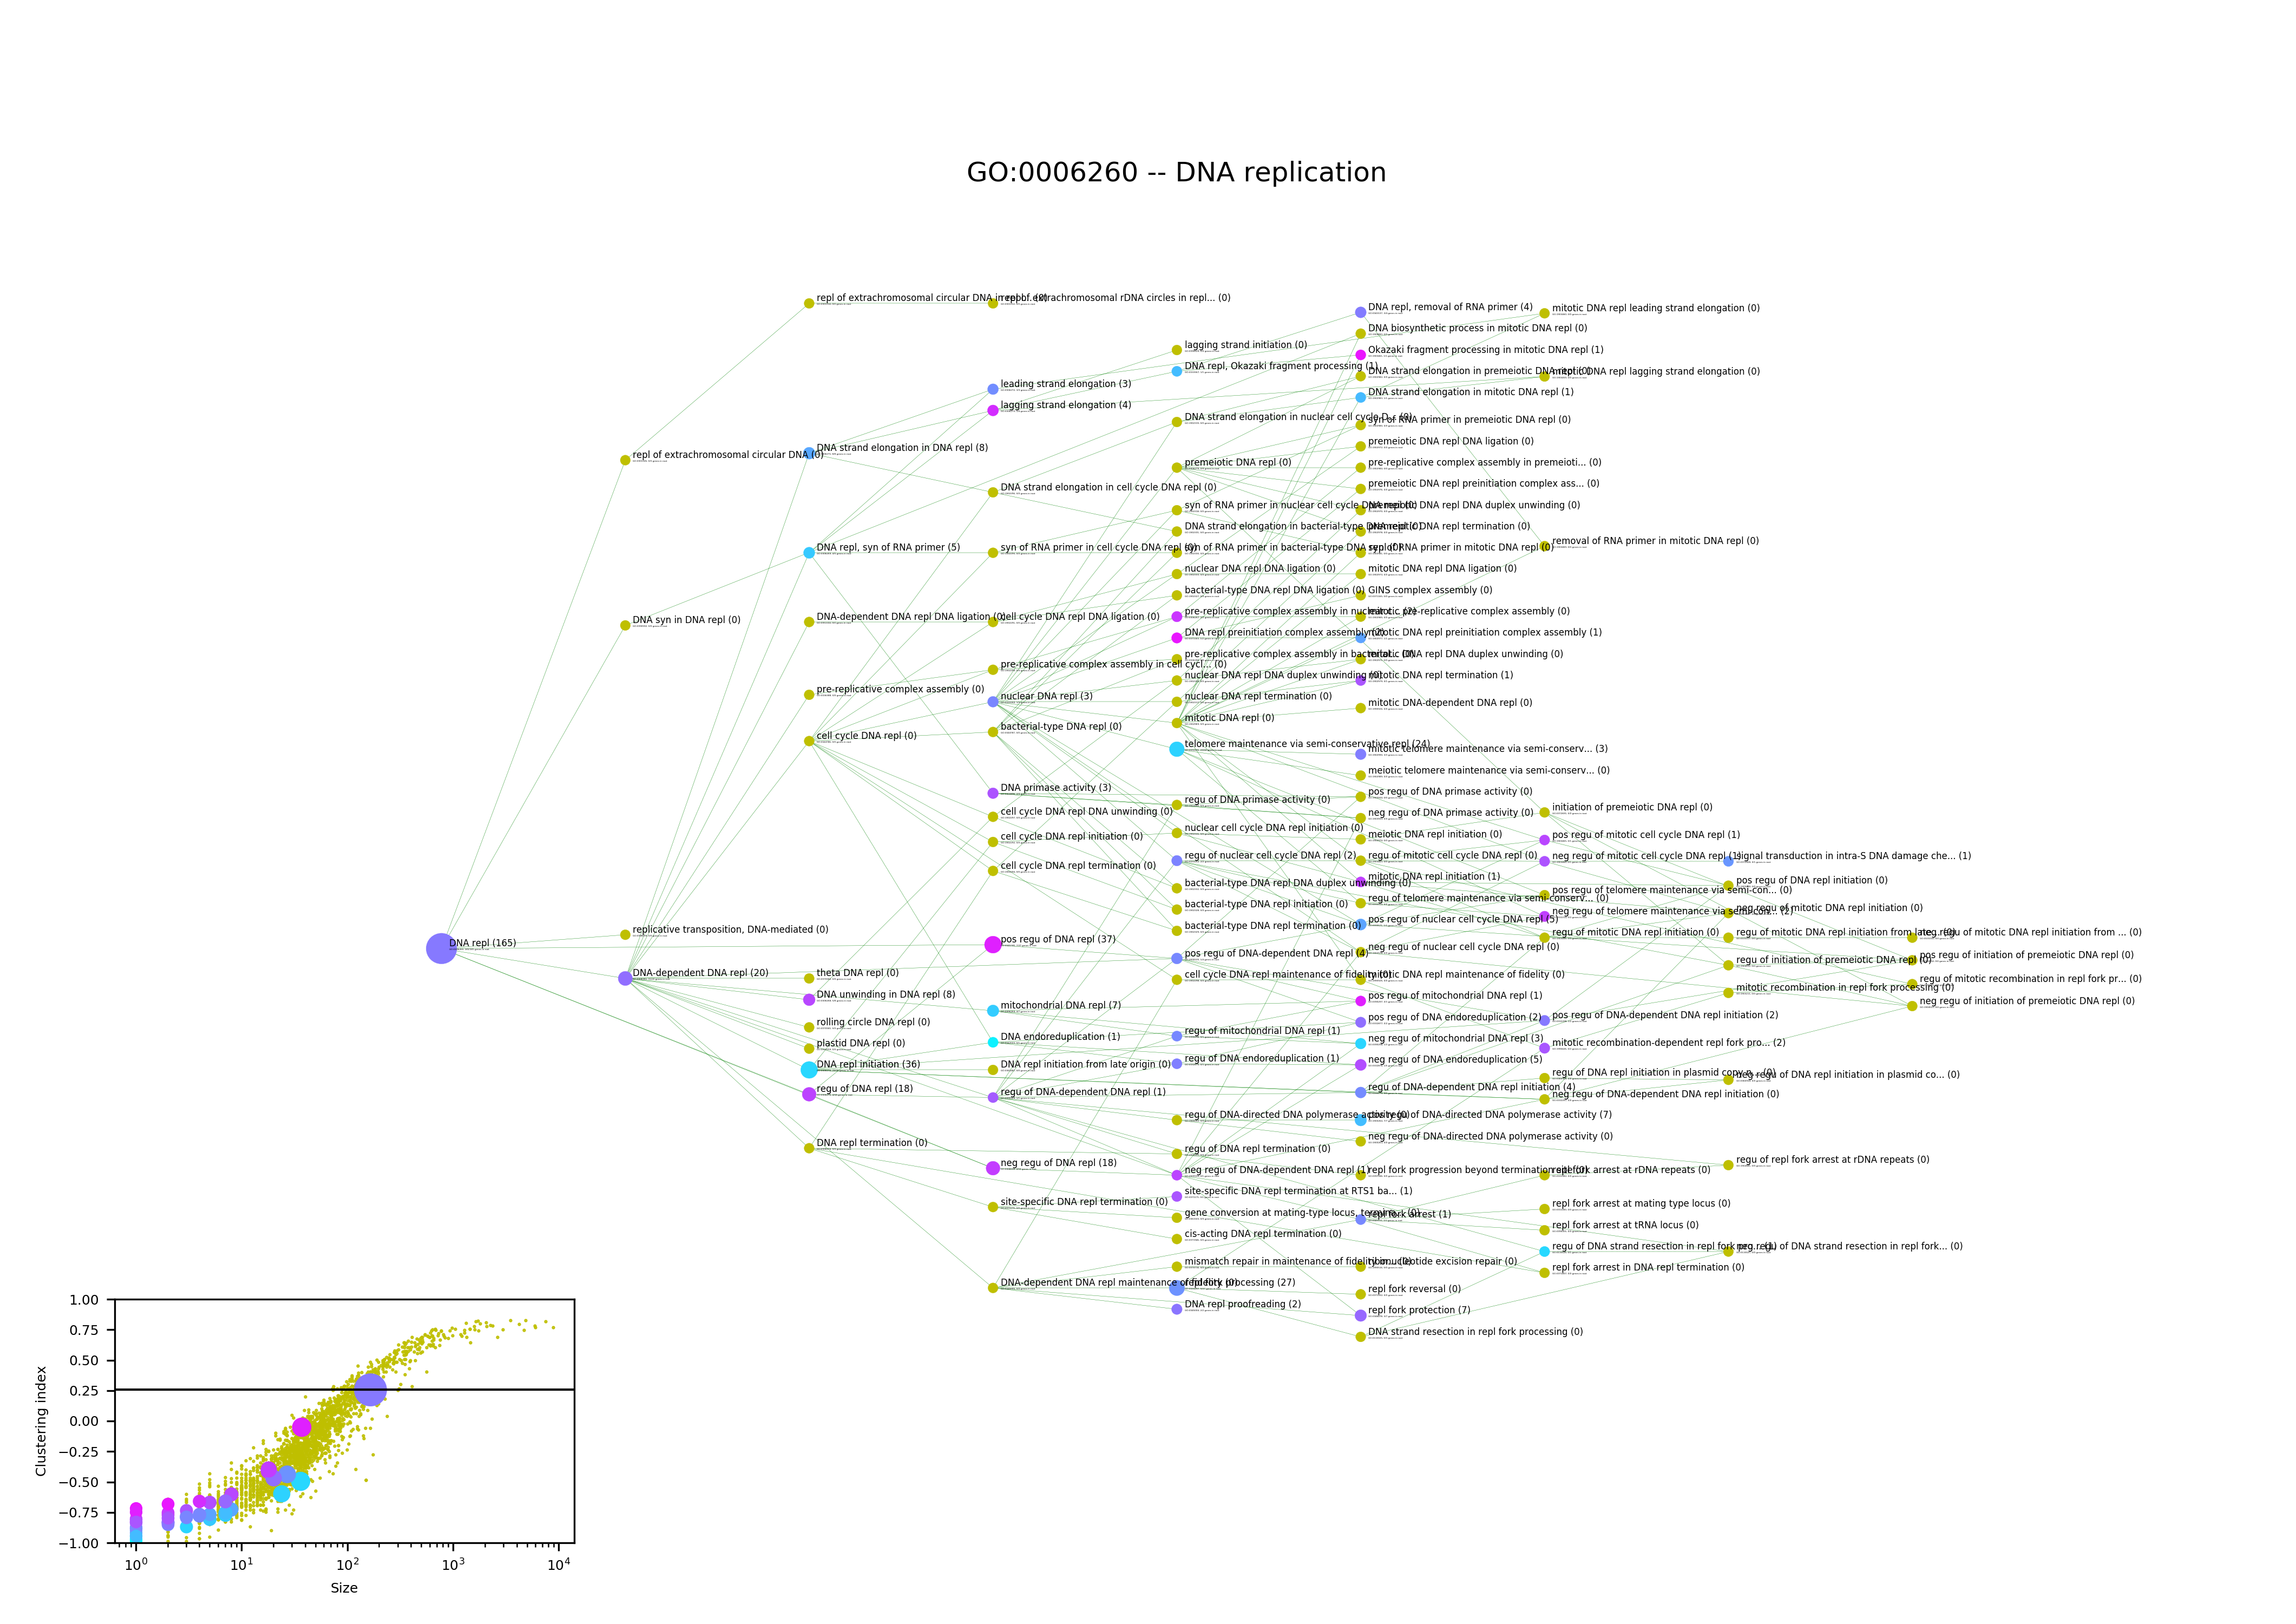 GO:0006260 -- DNA replication
DNA repl (165)
repl of extrachromosomal circular DNA (0)
DNA syn in DNA repl (0)
replicative transposition, DNA-mediated (0)
DNA-dependent DNA repl (20)
repl of extrachromosomal circular DNA in repl... (0)
DNA strand elongation in DNA repl (8)
DNA repl, syn of RNA primer (5)
DNA-dependent DNA repl DNA ligation (0)
pre-replicative complex assembly (0)
cell cycle DNA repl (0)
theta DNA repl (0)
DNA unwinding in DNA repl (8)
rolling circle DNA repl (0)
plastid DNA repl (0)
DNA repl initiation (36)
regu of DNA repl (18)
DNA repl termination (0)
repl of extrachromosomal rDNA circles in repl... (0)
leading strand elongation (3)
lagging strand elongation (4)
DNA strand elongation in cell cycle DNA repl (0)
syn of RNA primer in cell cycle DNA repl (0)
cell cycle DNA repl DNA ligation (0)
pre-replicative complex assembly in cell cycl... (0)
nuclear DNA repl (3)
bacterial-type DNA repl (0)
DNA primase activity (3)
cell cycle DNA repl DNA unwinding (0)
cell cycle DNA repl initiation (0)
cell cycle DNA repl termination (0)
pos regu of DNA repl (37)
mitochondrial DNA repl (7)
DNA endoreduplication (1)
DNA repl initiation from late origin (0)
regu of DNA-dependent DNA repl (1)
neg regu of DNA repl (18)
site-specific DNA repl termination (0)
DNA-dependent DNA repl maintenance of fidelity (0)
lagging strand initiation (0)
DNA repl, Okazaki fragment processing (1)
DNA strand elongation in nuclear cell cycle D... (0)
premeiotic DNA repl (0)
syn of RNA primer in nuclear cell cycle DNA repl (0)
DNA strand elongation in bacterial-type DNA repl (0)
syn of RNA primer in bacterial-type DNA repl (0)
nuclear DNA repl DNA ligation (0)
bacterial-type DNA repl DNA ligation (0)
pre-replicative complex assembly in nuclear c... (2)
DNA repl preinitiation complex assembly (2)
pre-replicative complex assembly in bacterial... (0)
nuclear DNA repl DNA duplex unwinding (0)
nuclear DNA repl termination (0)
mitotic DNA repl (0)
telomere maintenance via semi-conservative repl (24)
regu of DNA primase activity (0)
nuclear cell cycle DNA repl initiation (0)
regu of nuclear cell cycle DNA repl (2)
bacterial-type DNA repl DNA duplex unwinding (0)
bacterial-type DNA repl initiation (0)
bacterial-type DNA repl termination (0)
pos regu of DNA-dependent DNA repl (4)
cell cycle DNA repl maintenance of fidelity (0)
regu of mitochondrial DNA repl (1)
regu of DNA endoreduplication (1)
regu of DNA-directed DNA polymerase activity (0)
regu of DNA repl termination (0)
neg regu of DNA-dependent DNA repl (1)
site-specific DNA repl termination at RTS1 ba... (1)
gene conversion at mating-type locus, termina... (0)
cis-acting DNA repl termination (0)
mismatch repair in maintenance of fidelity in... (0)
repl fork processing (27)
DNA repl proofreading (2)
DNA repl, removal of RNA primer (4)
DNA biosynthetic process in mitotic DNA repl (0)
Okazaki fragment processing in mitotic DNA repl (1)
DNA strand elongation in premeiotic DNA repl (0)
DNA strand elongation in mitotic DNA repl (1)
syn of RNA primer in premeiotic DNA repl (0)
premeiotic DNA repl DNA ligation (0)
pre-replicative complex assembly in premeioti... (0)
premeiotic DNA repl preinitiation complex ass... (0)
premeiotic DNA repl DNA duplex unwinding (0)
premeiotic DNA repl termination (0)
syn of RNA primer in mitotic DNA repl (0)
mitotic DNA repl DNA ligation (0)
GINS complex assembly (0)
mitotic pre-replicative complex assembly (0)
mitotic DNA repl preinitiation complex assembly (1)
mitotic DNA repl DNA duplex unwinding (0)
mitotic DNA repl termination (1)
mitotic DNA-dependent DNA repl (0)
mitotic telomere maintenance via semi-conserv... (3)
meiotic telomere maintenance via semi-conserv... (0)
pos regu of DNA primase activity (0)
neg regu of DNA primase activity (0)
meiotic DNA repl initiation (0)
regu of mitotic cell cycle DNA repl (0)
mitotic DNA repl initiation (1)
regu of telomere maintenance via semi-conserv... (0)
pos regu of nuclear cell cycle DNA repl (5)
neg regu of nuclear cell cycle DNA repl (0)
mitotic DNA repl maintenance of fidelity (0)
pos regu of mitochondrial DNA repl (1)
pos regu of DNA endoreduplication (2)
neg regu of mitochondrial DNA repl (3)
neg regu of DNA endoreduplication (5)
regu of DNA-dependent DNA repl initiation (4)
pos regu of DNA-directed DNA polymerase activity (7)
neg regu of DNA-directed DNA polymerase activity (0)
repl fork progression beyond termination site (0)
repl fork arrest (1)
ribonucleotide excision repair (0)
repl fork reversal (0)
repl fork protection (7)
DNA strand resection in repl fork processing (0)
mitotic DNA repl leading strand elongation (0)
mitotic DNA repl lagging strand elongation (0)
removal of RNA primer in mitotic DNA repl (0)
initiation of premeiotic DNA repl (0)
pos regu of mitotic cell cycle DNA repl (1)
neg regu of mitotic cell cycle DNA repl (1)
pos regu of telomere maintenance via semi-con... (0)
neg regu of telomere maintenance via semi-con... (2)
regu of mitotic DNA repl initiation (0)
pos regu of DNA-dependent DNA repl initiation (2)
mitotic recombination-dependent repl fork pro... (2)
regu of DNA repl initiation in plasmid copy n... (0)
neg regu of DNA-dependent DNA repl initiation (0)
repl fork arrest at rDNA repeats (0)
repl fork arrest at mating type locus (0)
repl fork arrest at tRNA locus (0)
regu of DNA strand resection in repl fork pro... (1)
repl fork arrest in DNA repl termination (0)
signal transduction in intra-S DNA damage che... (1)
pos regu of DNA repl initiation (0)
neg regu of mitotic DNA repl initiation (0)
regu of mitotic DNA repl initiation from late... (0)
regu of initiation of premeiotic DNA repl (0)
mitotic recombination in repl fork processing (0)
neg regu of DNA repl initiation in plasmid co... (0)
regu of repl fork arrest at rDNA repeats (0)
neg regu of DNA strand resection in repl fork... (0)
neg regu of mitotic DNA repl initiation from ... (0)
pos regu of initiation of premeiotic DNA repl (0)
regu of mitotic recombination in repl fork pr... (0)
neg regu of initiation of premeiotic DNA repl (0)
1.00
0.75
0.50
0.25
0.00
−0.25
−0.50
−0.75
−1.00
Clustering index
10⁰ 10¹ 10² 10³ 10⁴
Size